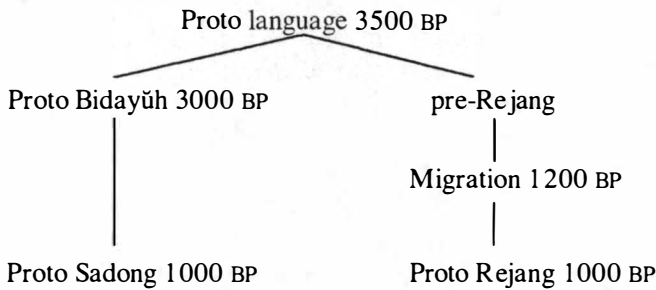 Proto language 3500 BP
Proto Bidayŭh 3000 BP pre-Rejang
Migration 1200 BP
Proto Sadong 1000 BP Proto Rejang 1000 BP